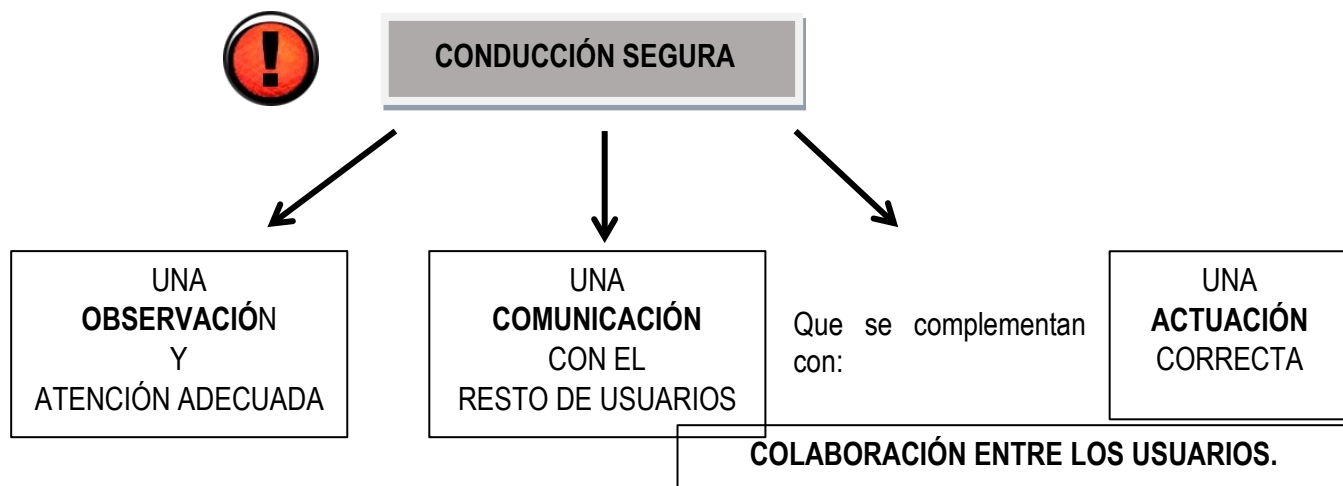 CONDUCCIÓN SEGURA
UNA
OBSERVACIÓN
Y
ATENCIÓN ADECUADA
UNA
COMUNICACIÓN
CON EL
RESTO DE USUARIOS
Que se complementan
con:
UNA
ACTUACIÓN
CORRECTA
COLABORACIÓN ENTRE LOS USUARIOS.